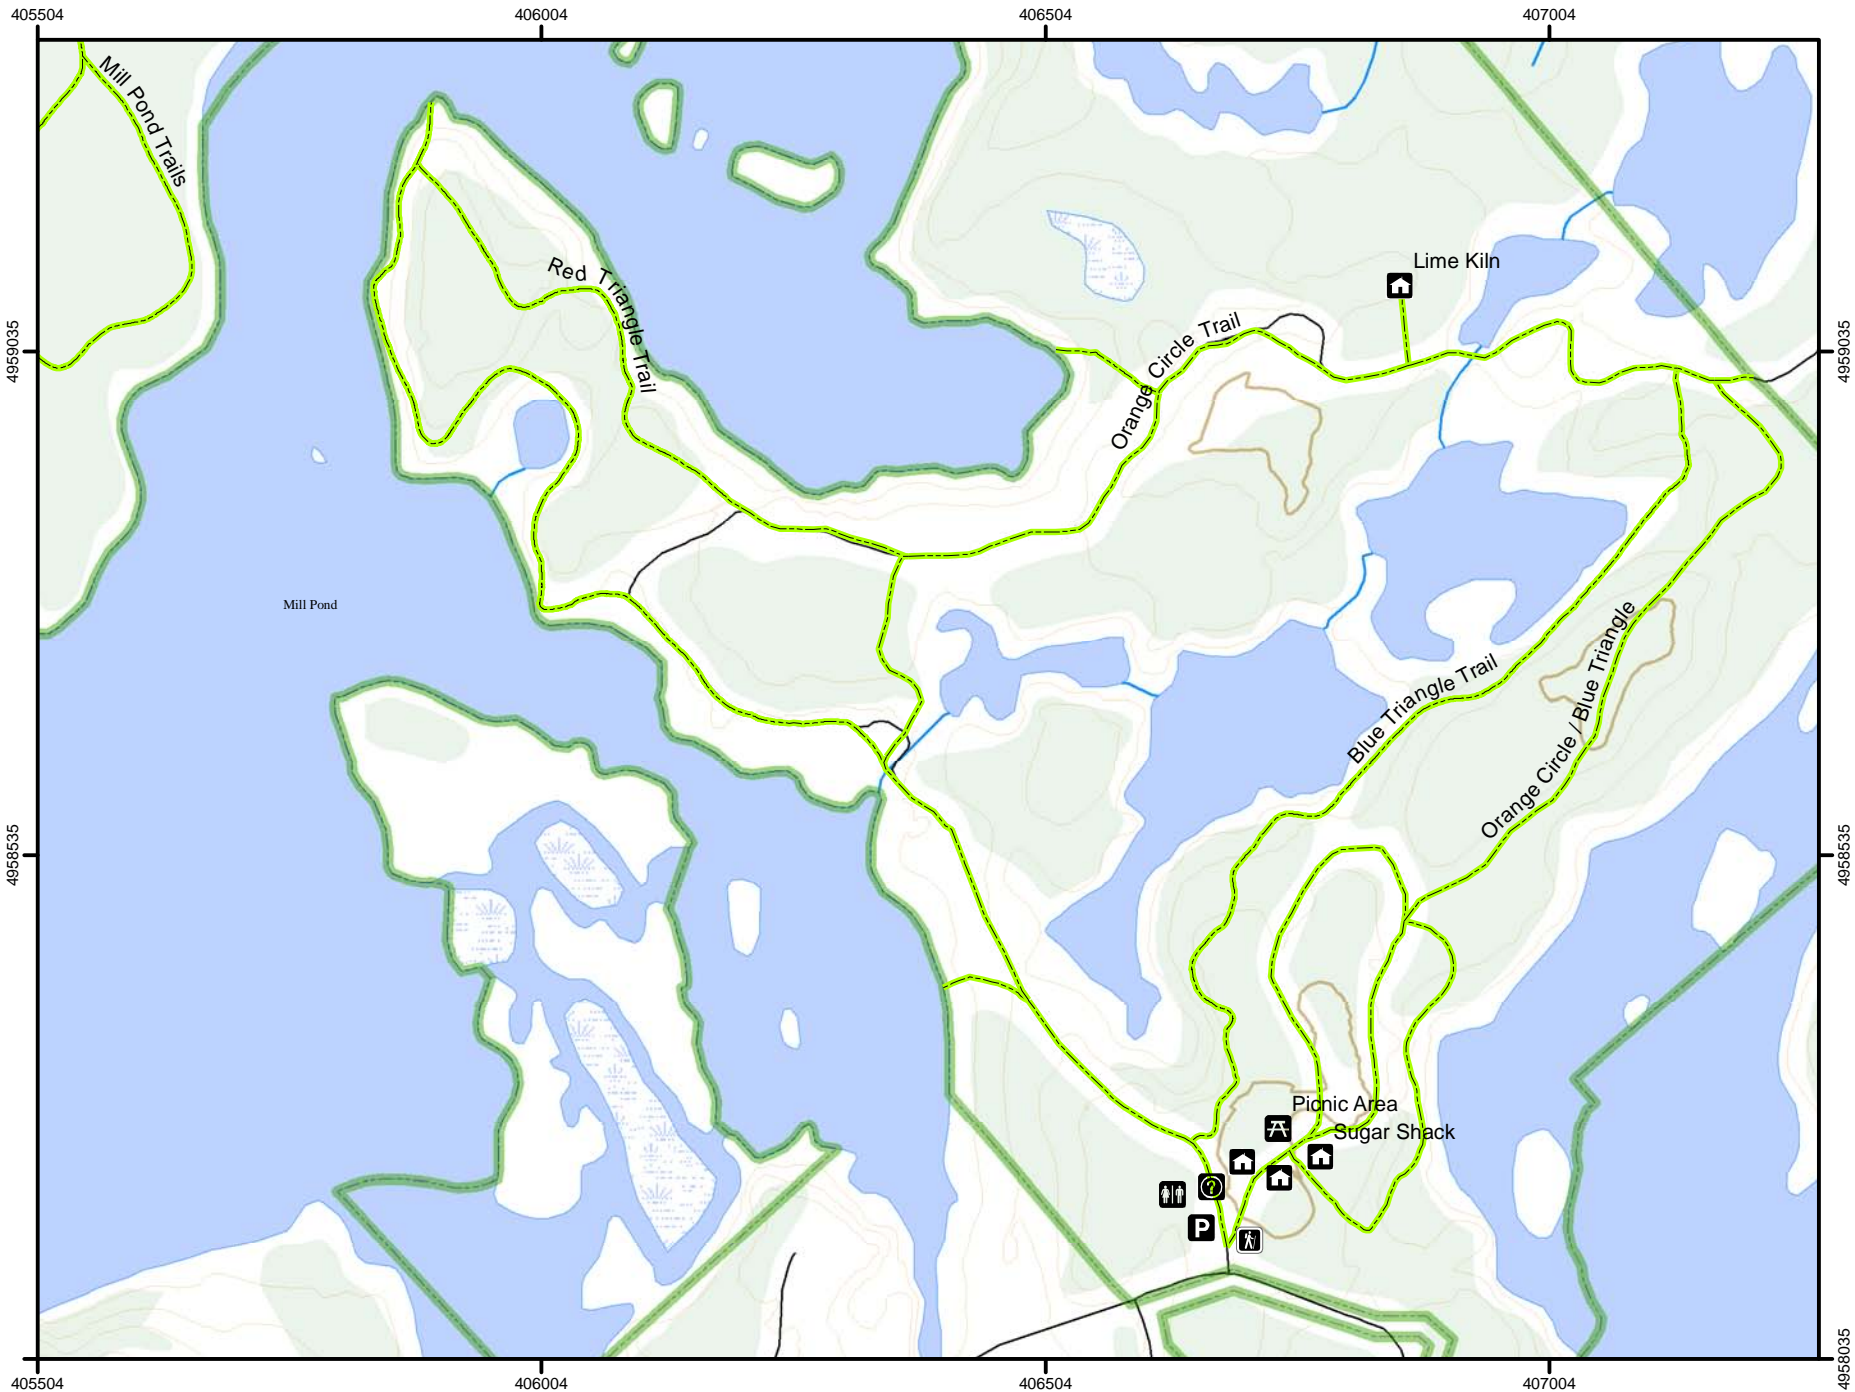 405504 406004 406504 407004
Mill Pond Trails
Lime Kiln
Red Triangle Trail
Orange Circle Trail
4959035 4959035
Mill Pond
Blue Triangle Trail
Orange Circle / Blue Triangle
4958535 4958535
Picnic Area
Sugar Shack
?
P
4958035
405504 406004 406504 407004